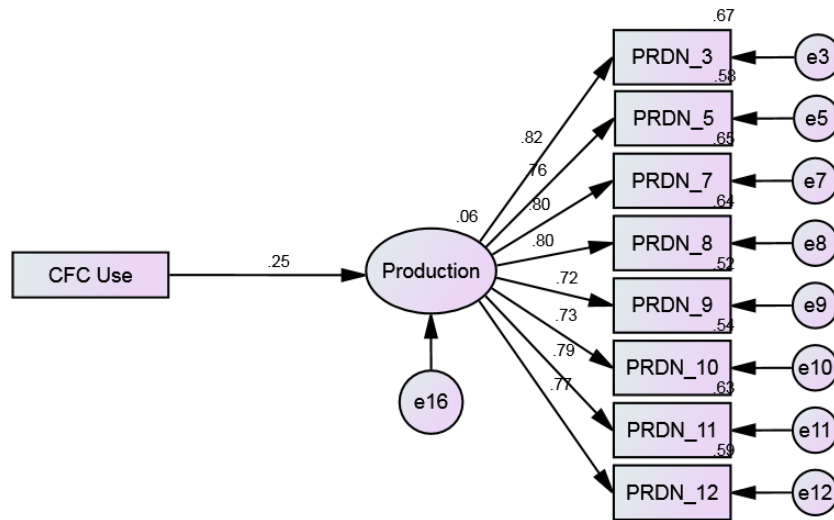 .67
PRDN_3
e3
.58
PRDN_5
e5
.82
.65
.76
PRDN_7
e7
.80
.64
.06
.80
PRDN_8
e8
.52
CFC Use
.25
Production
.72
PRDN_9
e9
.73
.54
.79
PRDN_10
e10
.77
.63
e16
PRDN_11
e11
.59
PRDN_12
e12